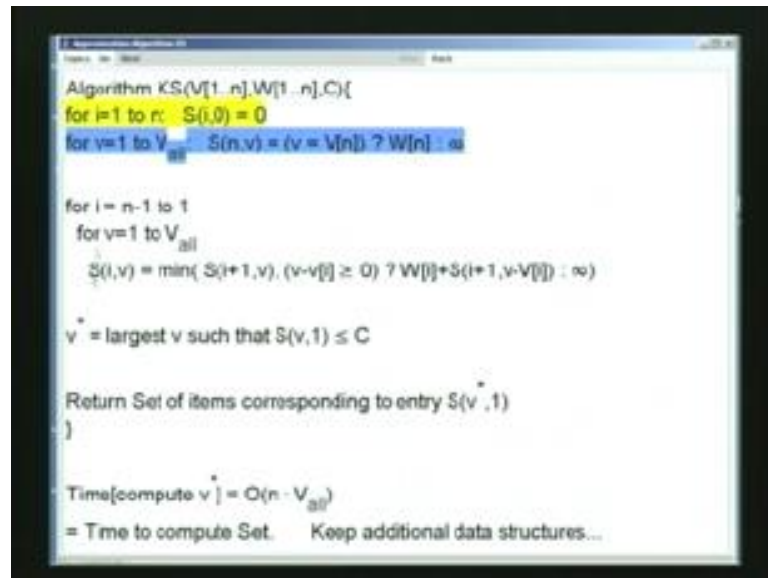 Algorithm KS(V[1..n],W[1..n],C){
for i=1 to n: S(i,0) = 0
for v=1 to V_all: S(n,v) = (v = V[n]) ? W[n] : ∞
for i = n-1 to 1
for v=1 to V_all
S(i,v) = min( S(i+1,v), (v-v[i] ≥ 0) ? W[i]+S(i+1,v-V[i]) : ∞)
v* = largest v such that S(v,1) ≤ C
Return Set of items corresponding to entry S(v*,1)
}
Time[compute v*] = O(n · V_all)
= Time to compute Set. Keep additional data structures...